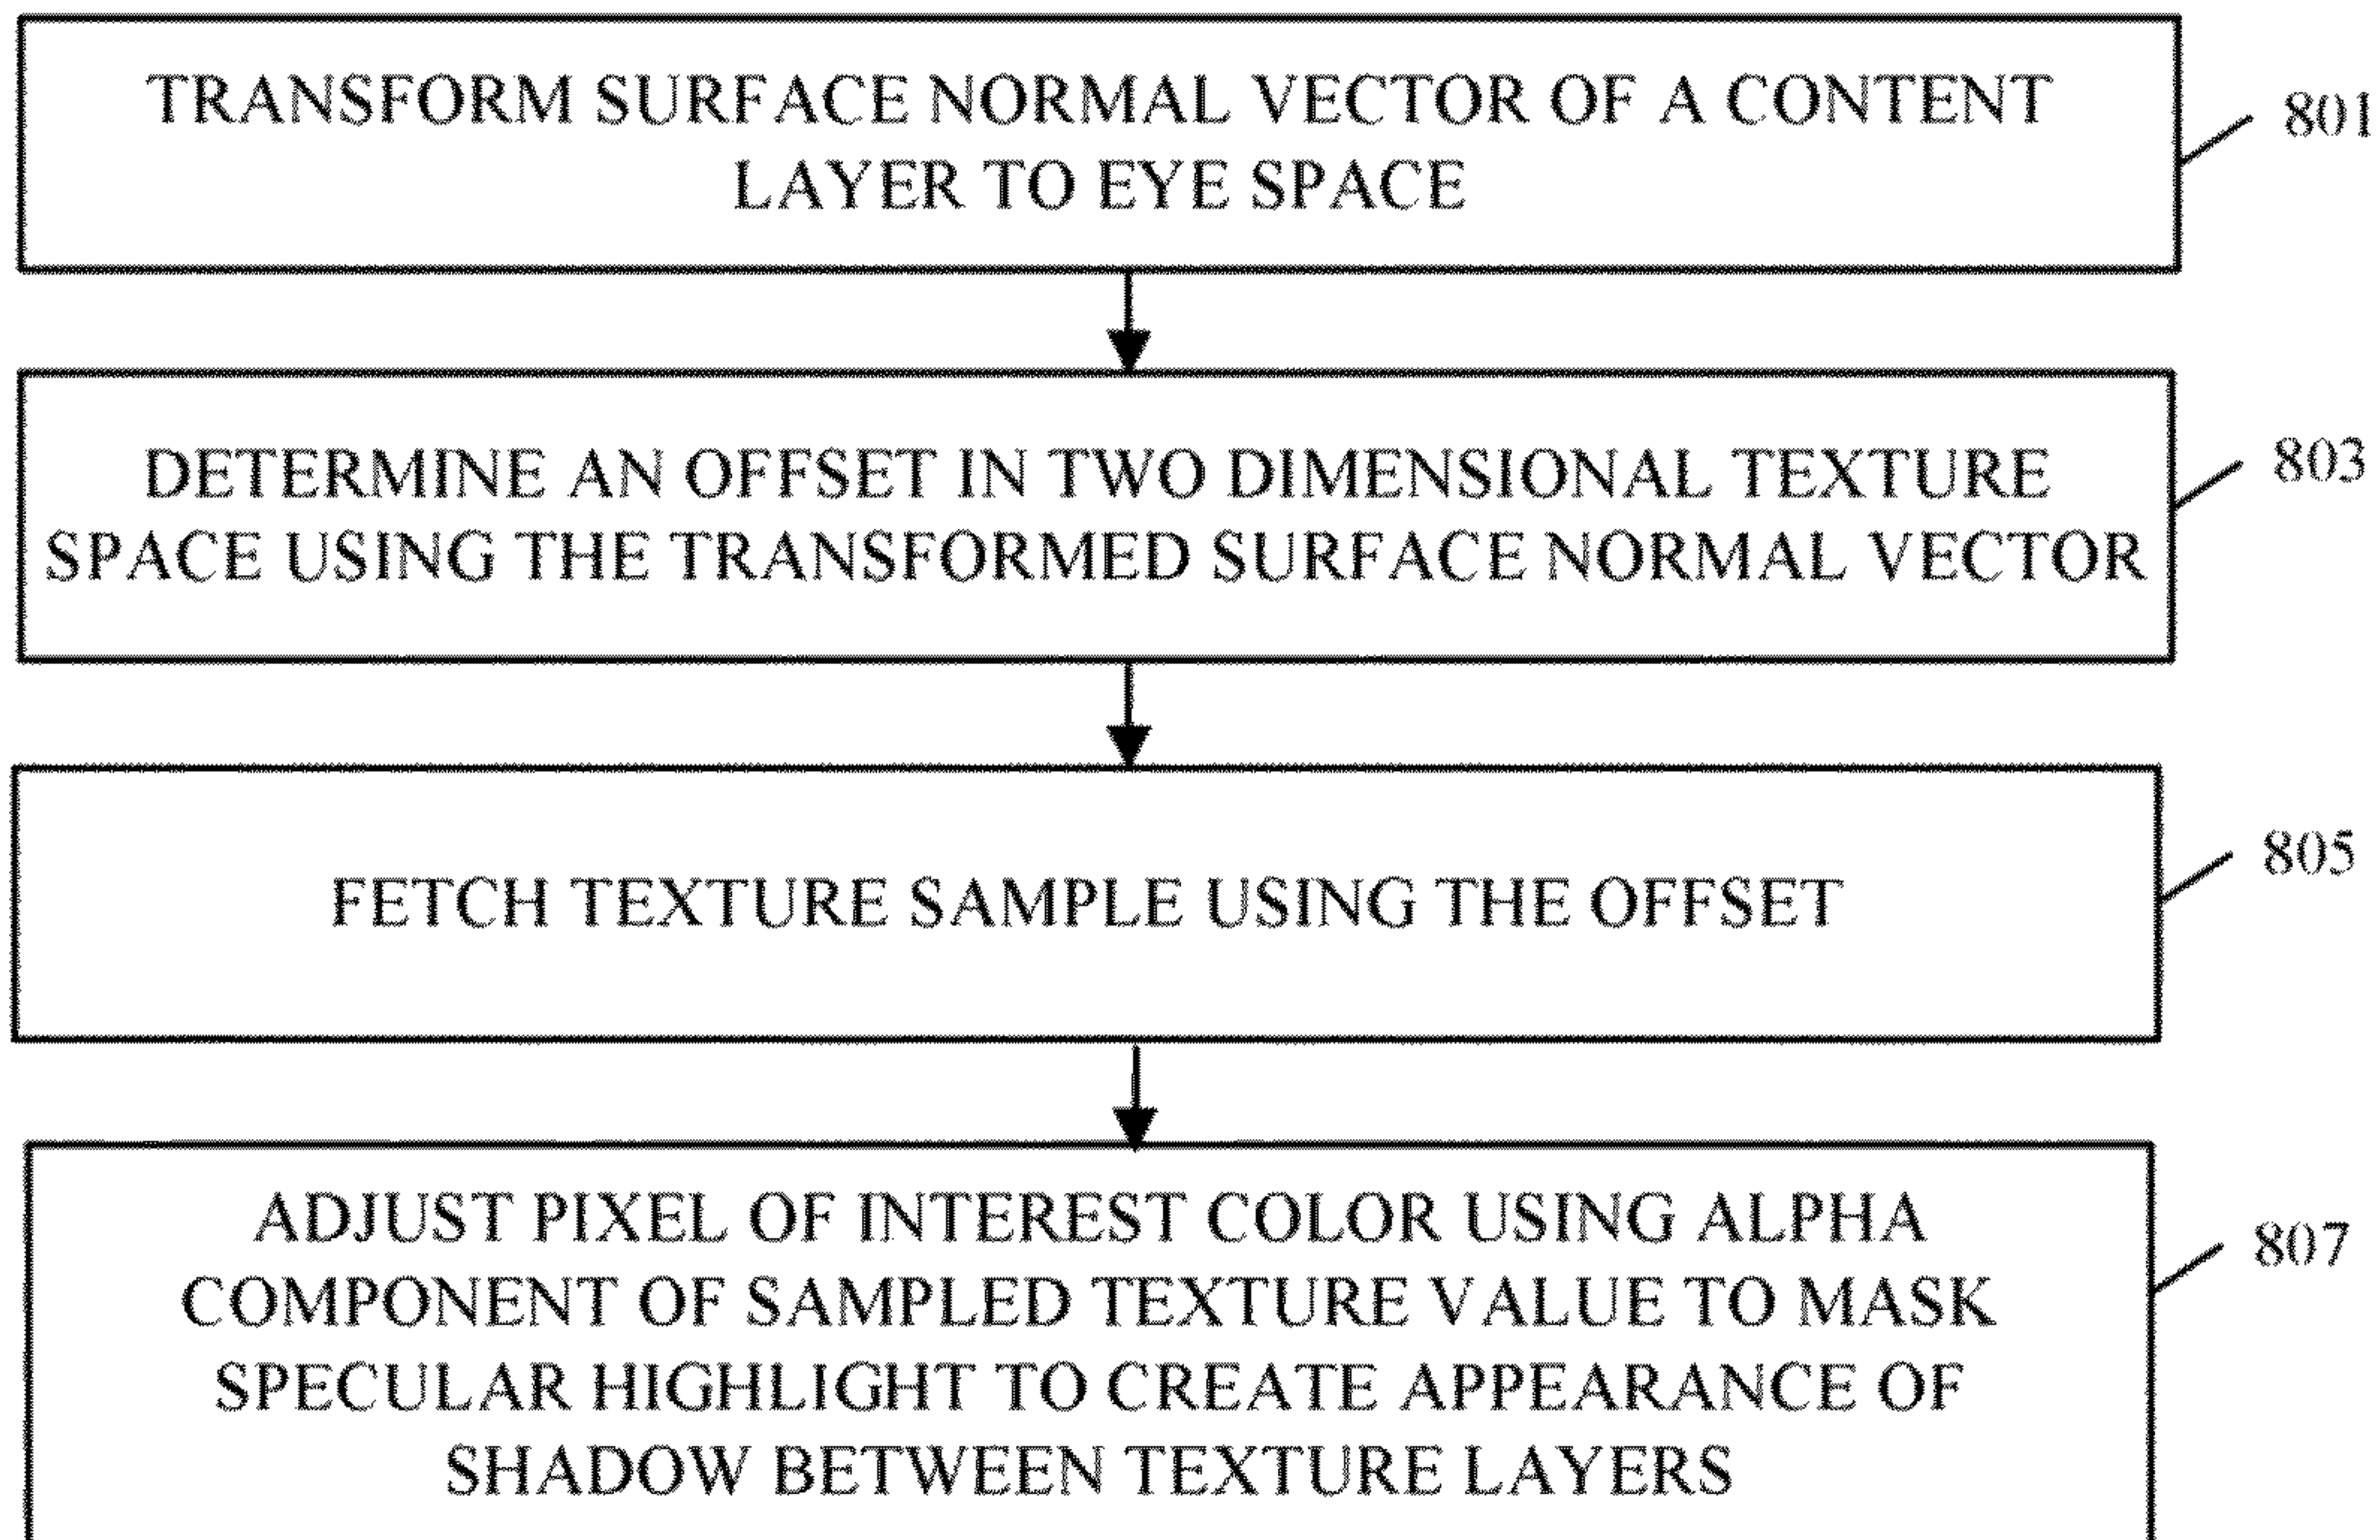 TRANSFORM SURFACE NORMAL VECTOR OF A CONTENT
LAYER TO EYE SPACE
801
DETERMINE AN OFFSET IN TWO DIMENSIONAL TEXTURE
SPACE USING THE TRANSFORMED SURFACE NORMAL VECTOR
803
FETCH TEXTURE SAMPLE USING THE OFFSET
805
ADJUST PIXEL OF INTEREST COLOR USING ALPHA
COMPONENT OF SAMPLED TEXTURE VALUE TO MASK
SPECULAR HIGHLIGHT TO CREATE APPEARANCE OF
SHADOW BETWEEN TEXTURE LAYERS
807